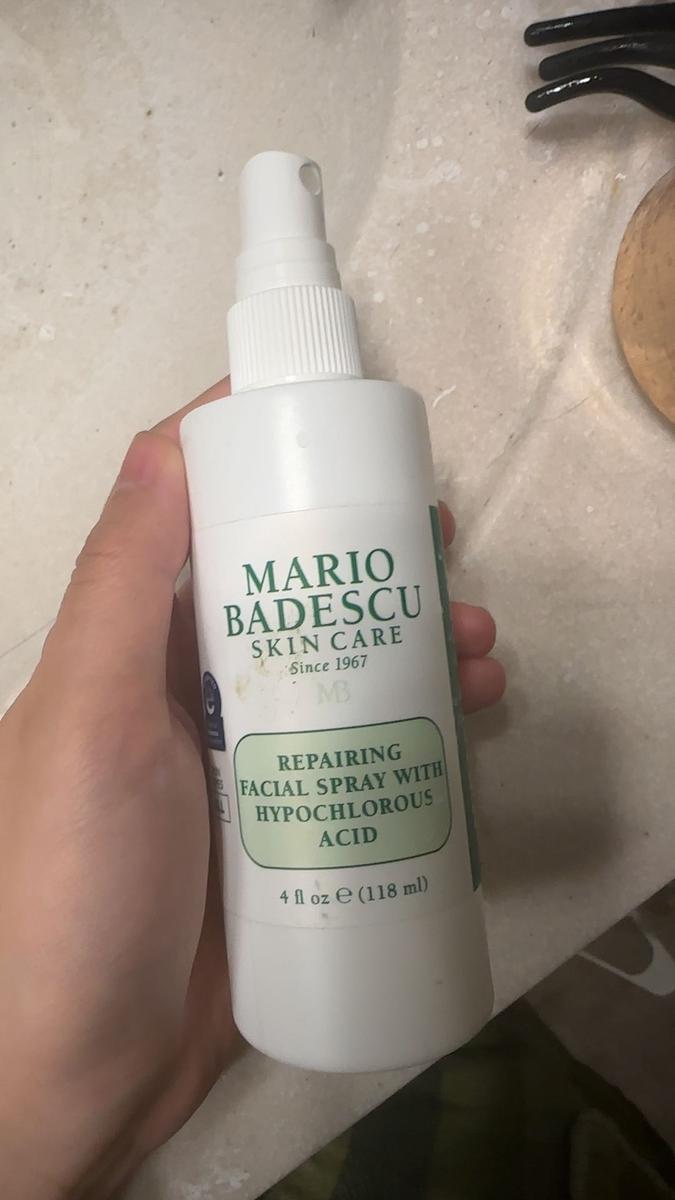 MARIO
BADESCU
SKIN CARE
Since 1967
MB
REPAIRING
FACIAL SPRAY WITH
HYPOCHLOROUS
ACID
4 fl oz ℮ (118 ml)